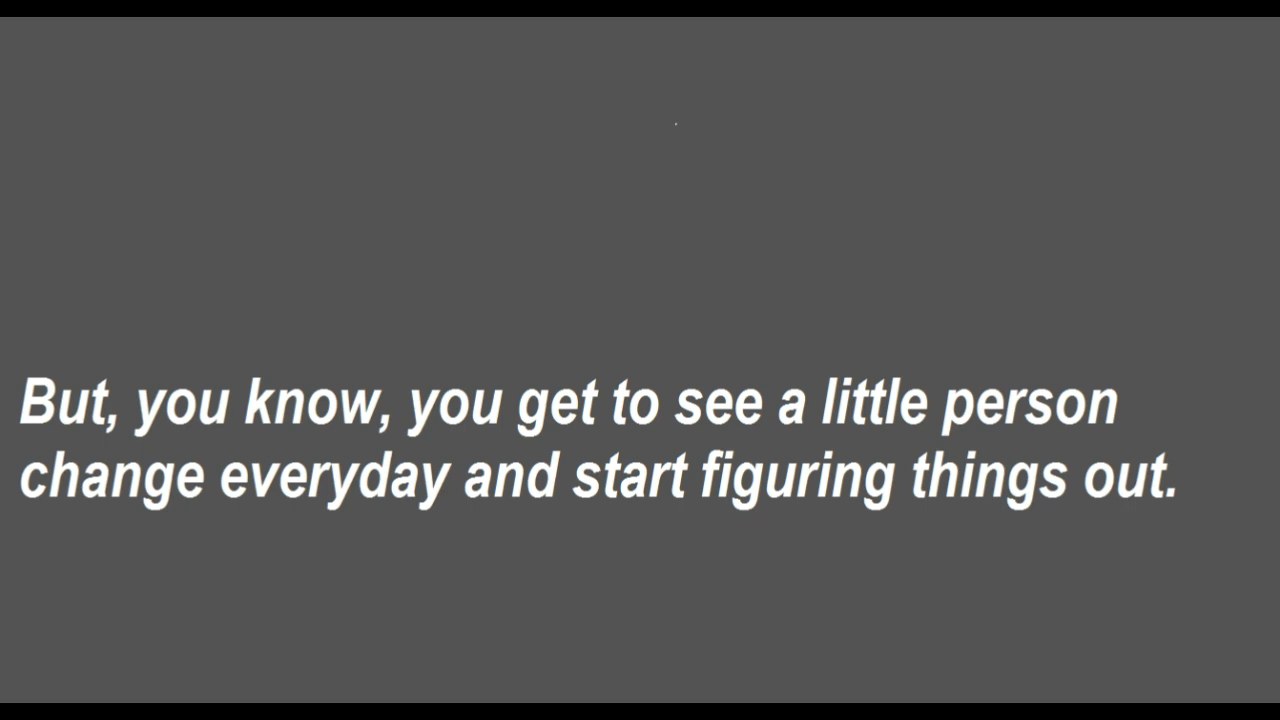 But, you know, you get to see a little person
change everyday and start figuring things out.